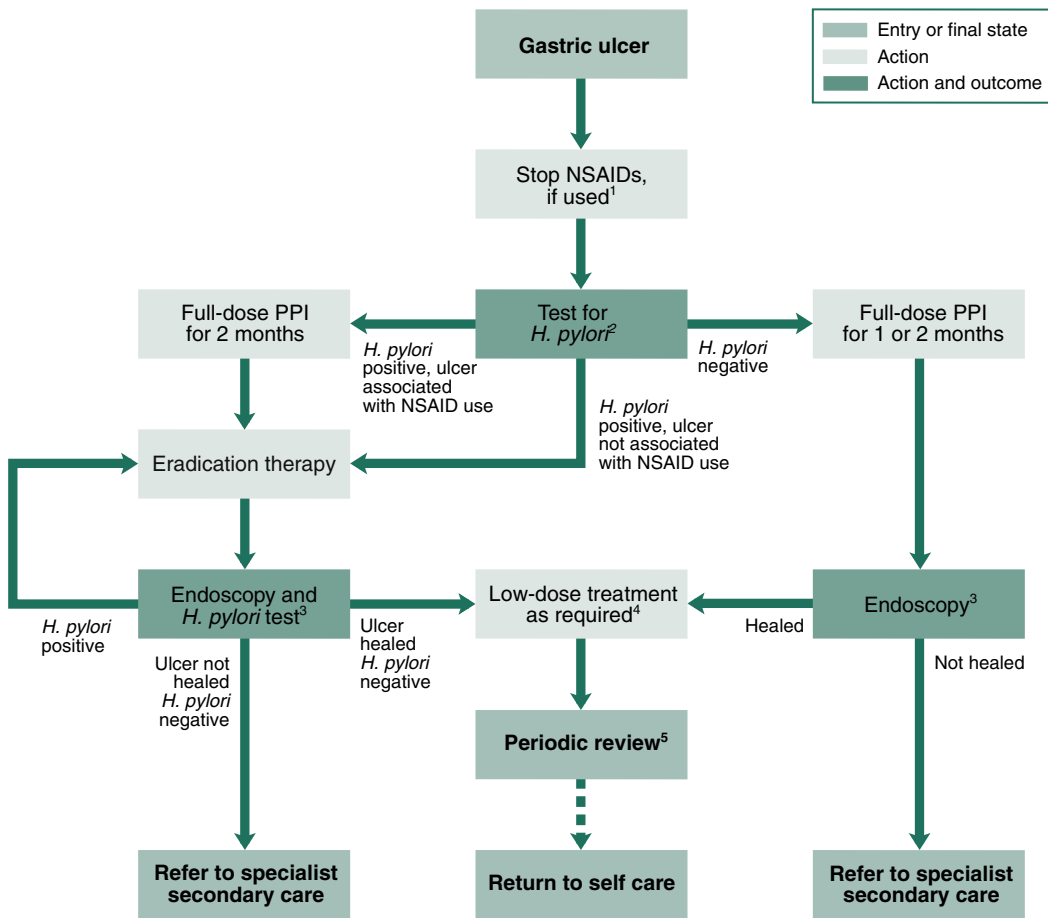 Gastric ulcer
Entry or final state
Action
Action and outcome
Stop NSAIDs,
if used¹
Full-dose PPI
for 2 months
Test for
H. pylori²
Full-dose PPI
for 1 or 2 months
H. pylori
positive, ulcer
associated
with NSAID use
H. pylori
negative
H. pylori
positive, ulcer
not associated
with NSAID use
Eradication therapy
Endoscopy and
H. pylori test³
Low-dose treatment
as required⁴
Endoscopy³
H. pylori
positive
Ulcer
healed
H. pylori
negative
Healed
Ulcer not
healed
H. pylori
negative
Not healed
Periodic review⁵
Refer to specialist
secondary care
Return to self care
Refer to specialist
secondary care